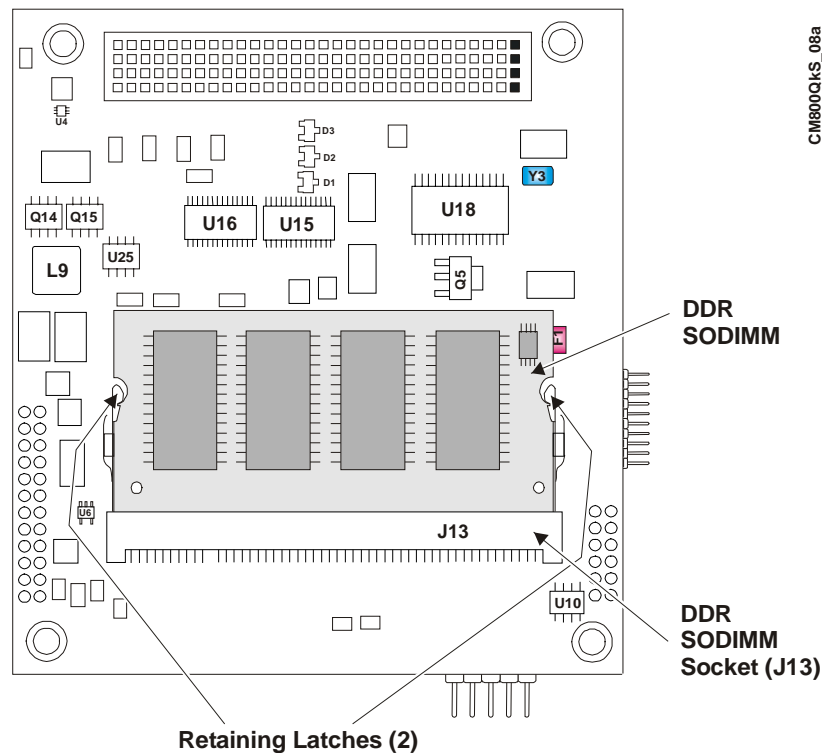 CM800QkS_08a
U4
D3
D2
D1
Y3
Q14 Q15
U16 U15
U18
U25
L9
Q5
DDR
SODIMM
F1
U6
J13
U10
DDR
SODIMM
Socket (J13)
Retaining Latches (2)